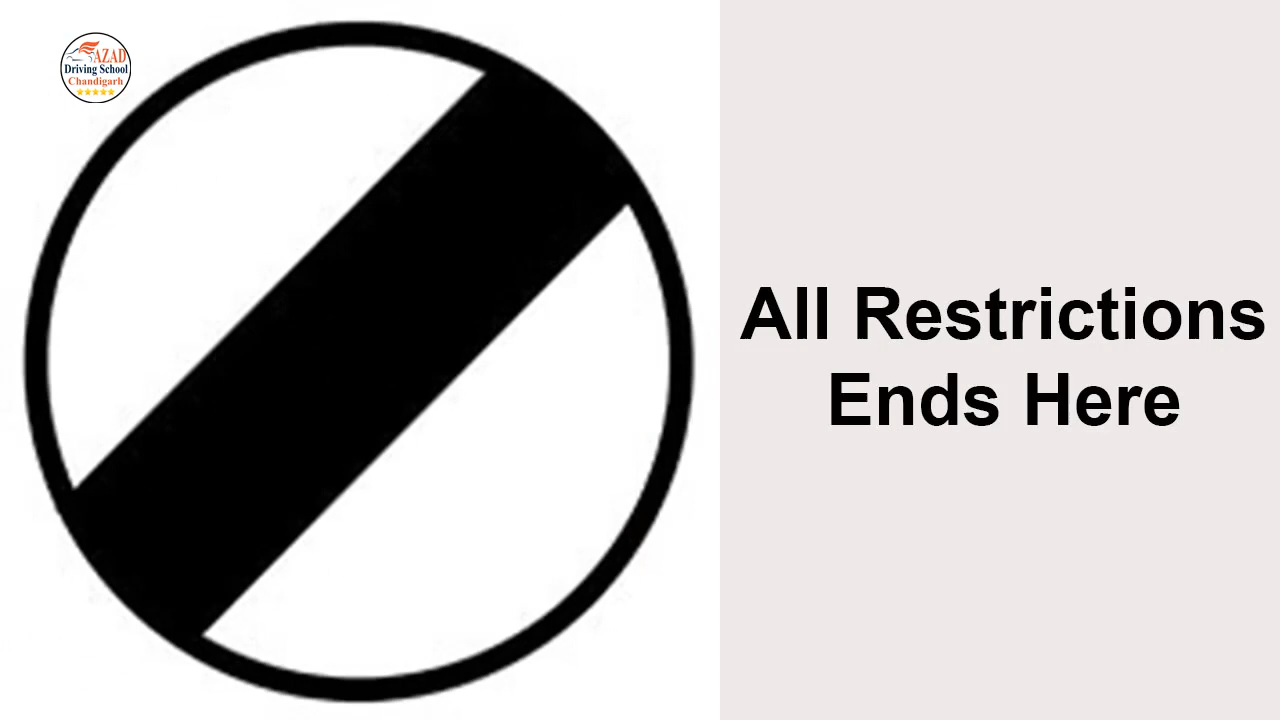 AZAD
Driving School
Chandigarh
All Restrictions
Ends Here